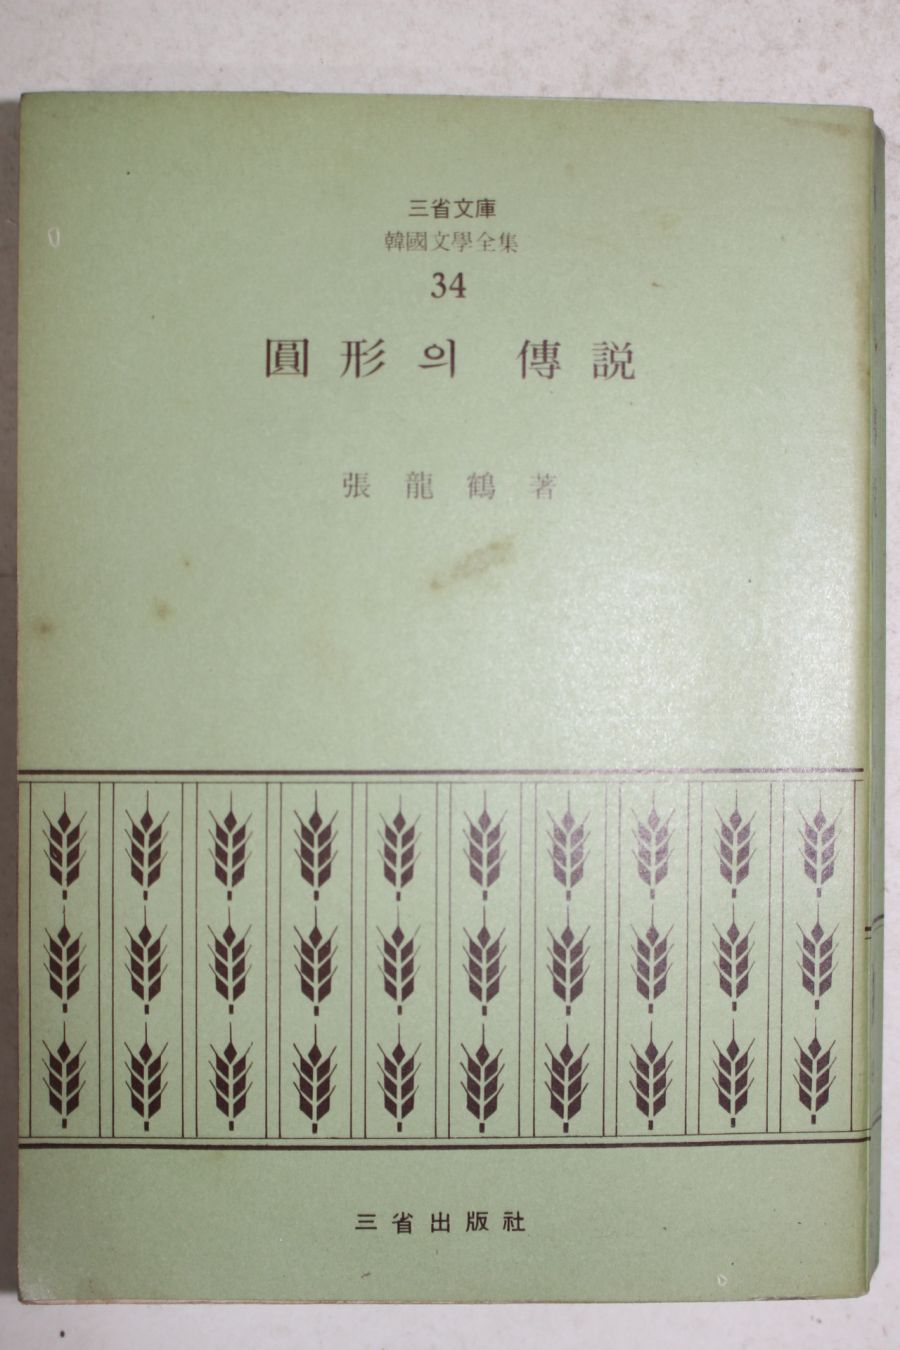 三省文庫
韓國文學全集
34
圓形의 傳説
張龍鶴 著
三省出版社